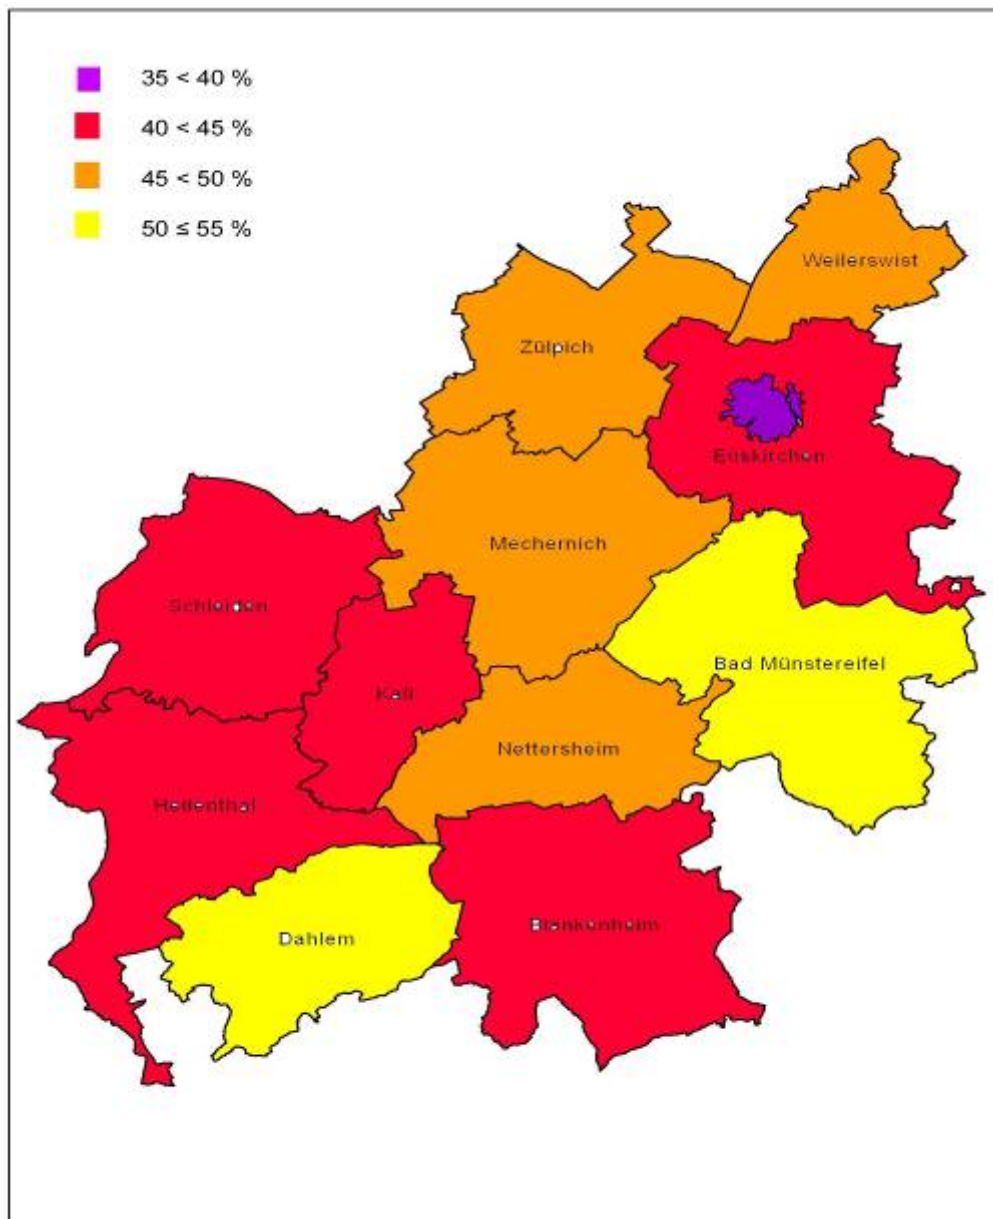 35 < 40 %
40 < 45 %
45 < 50 %
50 ≤ 55 %
Weilerswist
Zülpich
Euskirchen
Mechernich
Schleiden
Bad Münstereifel
Kall
Nettersheim
Hellenthal
Blankenheim
Dahlem